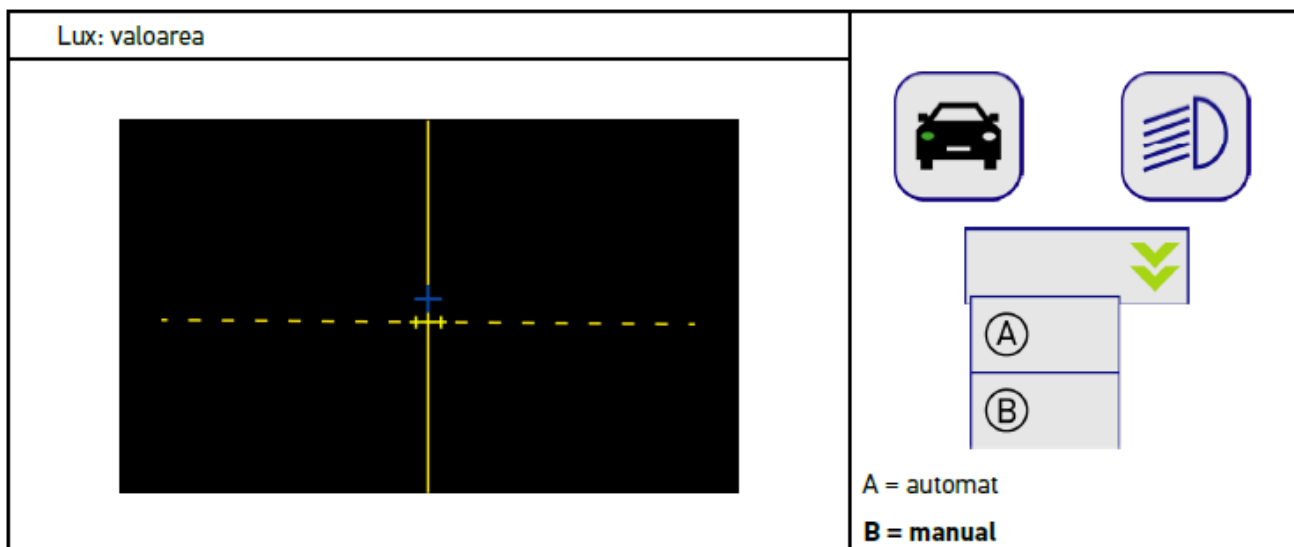 Lux: valoarea
A
B
A = automat
B = manual